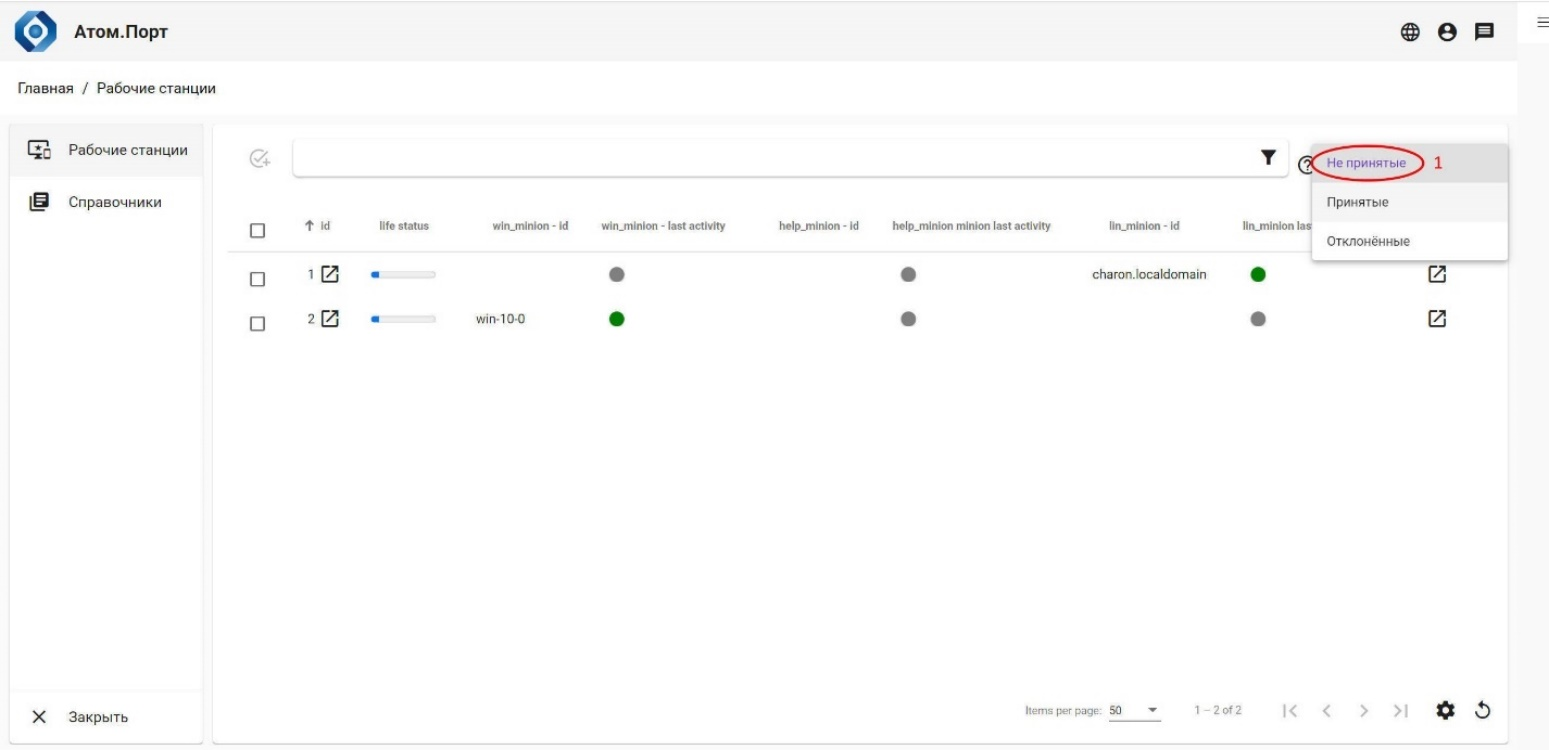 Атом.Порт
Главная / Рабочие станции
Рабочие станции
Справочники
Не принятые 1
Принятые
Отклонённые
id life status win_minion - id win_minion - last activity help_minion - id help_minion minion last activity lin_minion - id lin_minion las
1 charon.localdomain
2 win-10-0
Закрыть
Items per page: 50 1 – 2 of 2